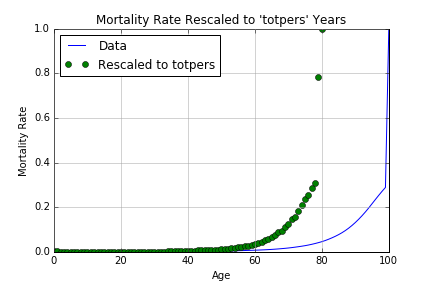 Mortality Rate Rescaled to 'totpers' Years
Data
Rescaled to totpers
Mortality Rate
1.0
0.8
0.6
0.4
0.2
0.0
0 20 40 60 80 100
Age